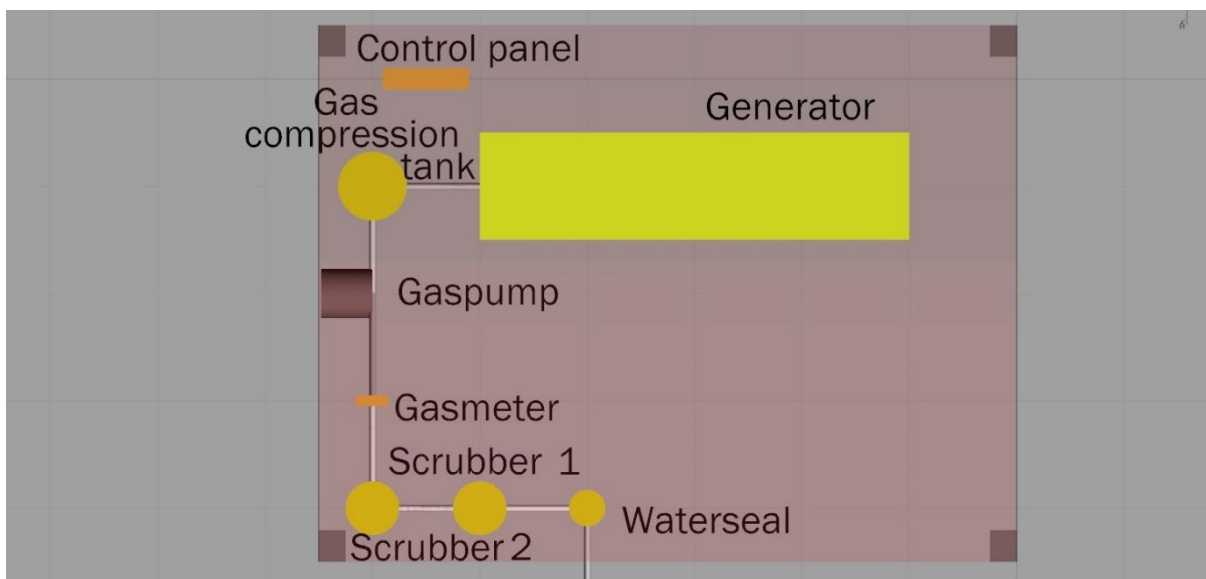 Control panel
Gas
compression
tank
Generator
Gaspump
Gasmeter
Scrubber 1
Waterseal
Scrubber 2